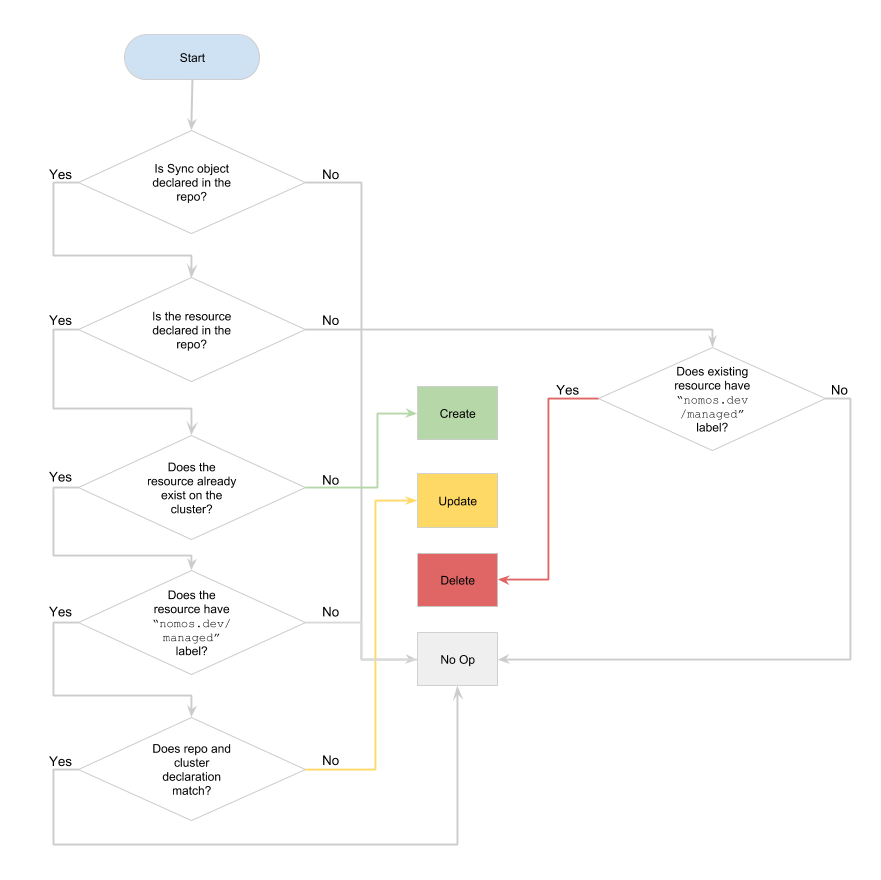 Start
Is Sync object
declared in the
repo?
Yes
No
Is the resource
declared in the
repo?
Yes
No
Does existing
resource have
“nomos.dev
/managed”
label?
Yes
No
Create
Does the
resource already
exist on the
cluster?
Yes
No
Update
Delete
Does the
resource have
“nomos.dev/
managed”
label?
Yes
No
No Op
Does repo and
cluster
declaration
match?
Yes
No